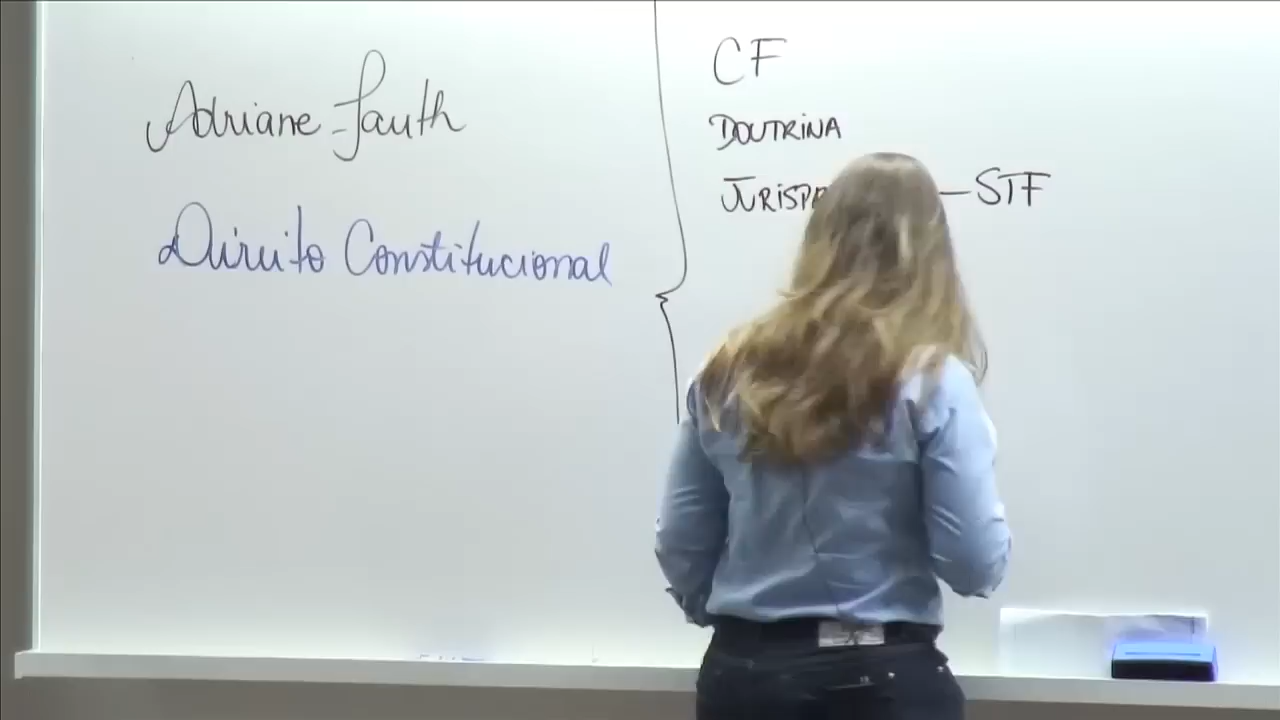 Adriane Fauth
Direito Constitucional
CF
DOUTRINA
— STF